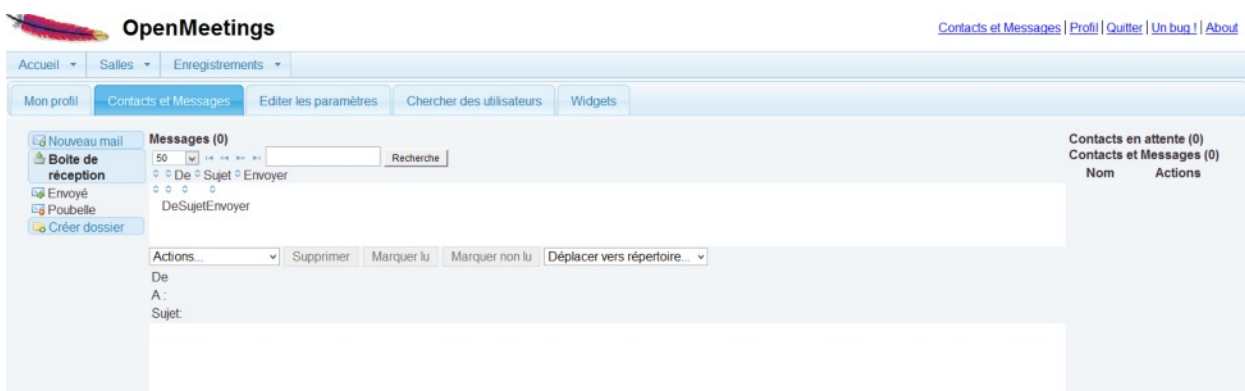 OpenMeetings
Contacts et Messages | Profil | Quitter | Un bug ! | About
Accueil Salles Enregistrements
Mon profil Contacts et Messages Editer les paramètres Chercher des utilisateurs Widgets
Nouveau mail
Boite de
réception
Envoyé
Poubelle
Créer dossier
Messages (0)
50 Recherche
De Sujet Envoyer
DeSujetEnvoyer
Actions... Supprimer Marquer lu Marquer non lu Déplacer vers répertoire...
De
A :
Sujet:
Contacts en attente (0)
Contacts et Messages (0)
Nom Actions